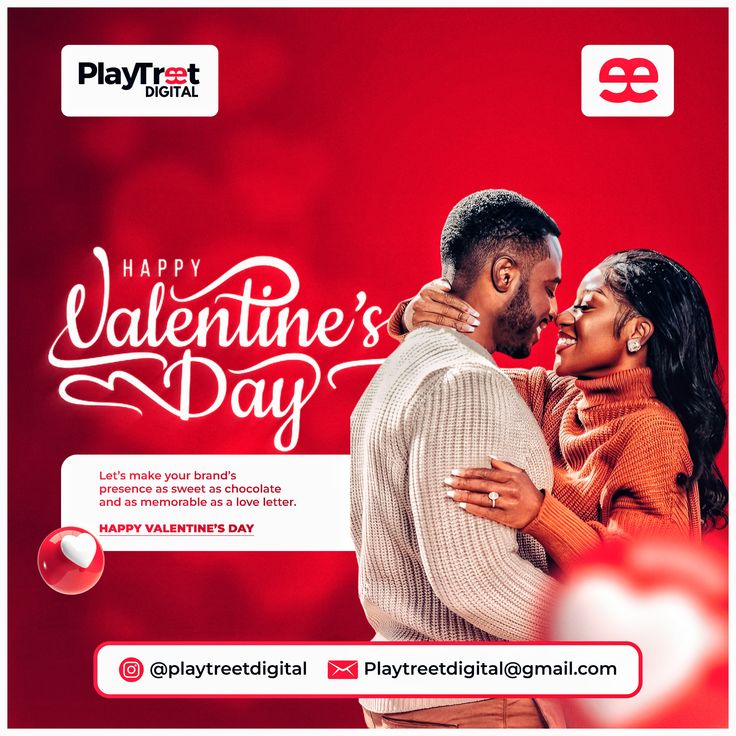 PlayTreet
DIGITAL
HAPPY
Valentine's
Day
Let's make your brand's
presence as sweet as chocolate
and as memorable as a love letter.
HAPPY VALENTINE'S DAY
@playtreetdigital
Playtreetdigital@gmail.com